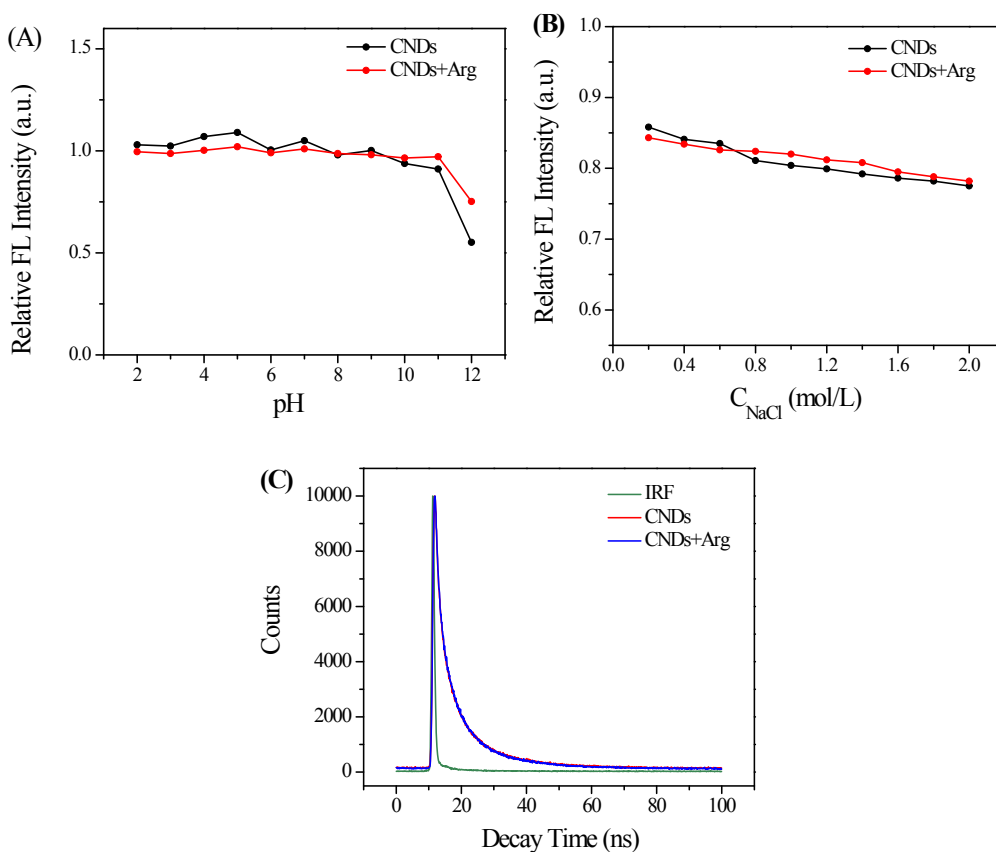 (A)
CNDs
CNDs+Arg
1.5
1.0
0.5
0.0
Relative FL Intensity (a.u.)
2 4 6 8 10 12
pH
(B)
CNDs
CNDs+Arg
1.0
0.9
0.8
0.7
0.6
Relative FL Intensity (a.u.)
0.0 0.4 0.8 1.2 1.6 2.0
C_NaCl (mol/L)
(C)
IRF
CNDs
CNDs+Arg
10000
8000
6000
4000
2000
0
Counts
0 20 40 60 80 100
Decay Time (ns)